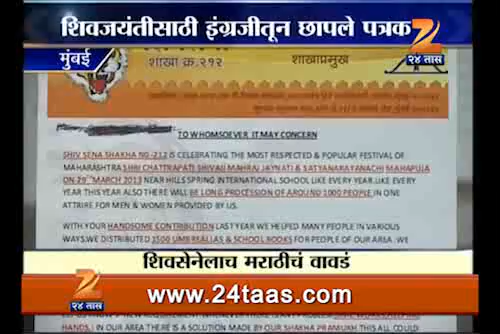 शिवजयंतीसाठी इंग्रजीतून छापले पत्रक
२४ तास
मुंबई
शाखा क्र.२१२
शाखाप्रमुख
TO WHOMSOEVER IT MAY CONCERN
SHIV SENA SHAKHA NO-212 IS CELEBRATING THE MOST RESPECTED & POPULAR FESTIVAL OF
MAHARASHTRA SHRI CHATTRAPATI SHIVAJI MAHRAJ JAYNATI & SATYANARAYANACHI MAHAPUJA
ON 29TH MARCH 2013 NEAR HILLS SPRING INTERNATIONAL SCHOOL LIKE EVERY YEAR. LIKE EVERY
YEAR THIS YEAR ALSO THERE WILL BE LONG PROCESSION OF AROUND 1000 PEOPLE IN ONE
ATTIRE FOR MEN & WOMEN PROVIDED BY US.
WITH YOUR HANDSOME CONTRIBUTION LAST YEAR WE HELPED MANY PEOPLE IN VARIOUS
WAYS.WE DISTRIBUTED 1500 UMBREALLAS & SCHOOL BOOKS FOR PEOPLE OF OUR AREA . WE
शिवसेनेलाच मराठीचं वावडं
www.24taas.com
२४ तास
HANDS. IN OUR AREA THERE IS A SOLUTION MADE BY OUR SHAKHA PRAMUKH THIS ALL COULD